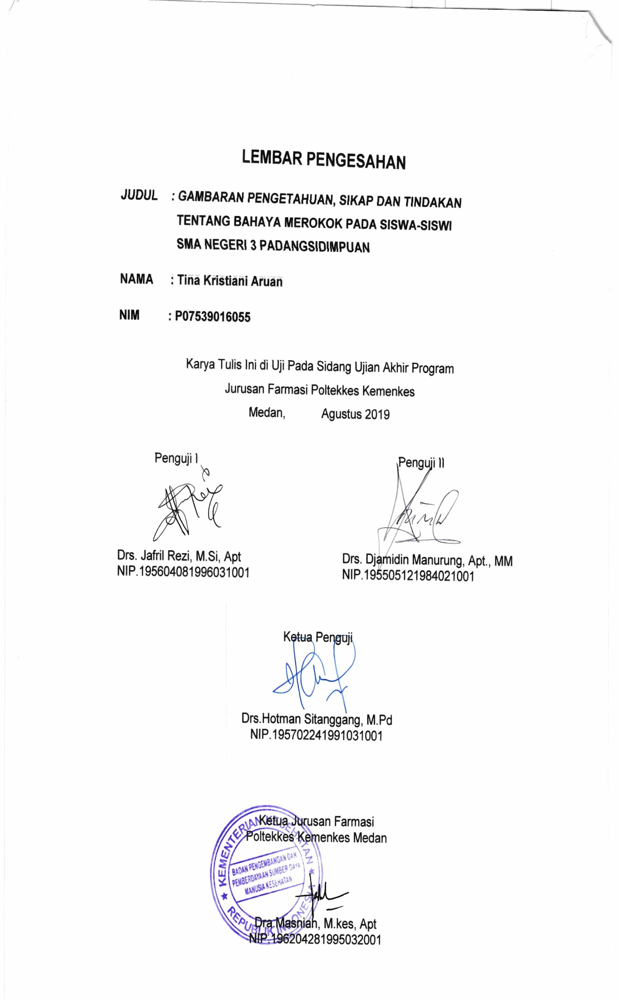 LEMBAR PENGESAHAN
JUDUL : GAMBARAN PENGETAHUAN, SIKAP DAN TINDAKAN
TENTANG BAHAYA MEROKOK PADA SISWA-SISWI
SMA NEGERI 3 PADANGSIDIMPUAN
NAMA : Tina Kristiani Aruan
NIM : P07539016055
Karya Tulis Ini di Uji Pada Sidang Ujian Akhir Program
Jurusan Farmasi Poltekkes Kemenkes
Medan, Agustus 2019
Penguji I
Drs. Jafril Rezi, M.Si, Apt
NIP.195604081996031001
Penguji II
Drs. Djamidin Manurung, Apt., MM
NIP.195505121984021001
Ketua Penguji
Drs.Hotman Sitanggang, M.Pd
NIP.195702241991031001
Ketua Jurusan Farmasi
Poltekkes Kemenkes Medan
KEMENTERIAN KESEHATAN
BADAN PENGEMBANGAN DAN
PEMBERDAYAAN SUMBER DAYA
MANUSIA KESEHATAN
REPUBLIK INDONESIA
Dra.Masniah, M.kes, Apt
NIP.196204281995032001